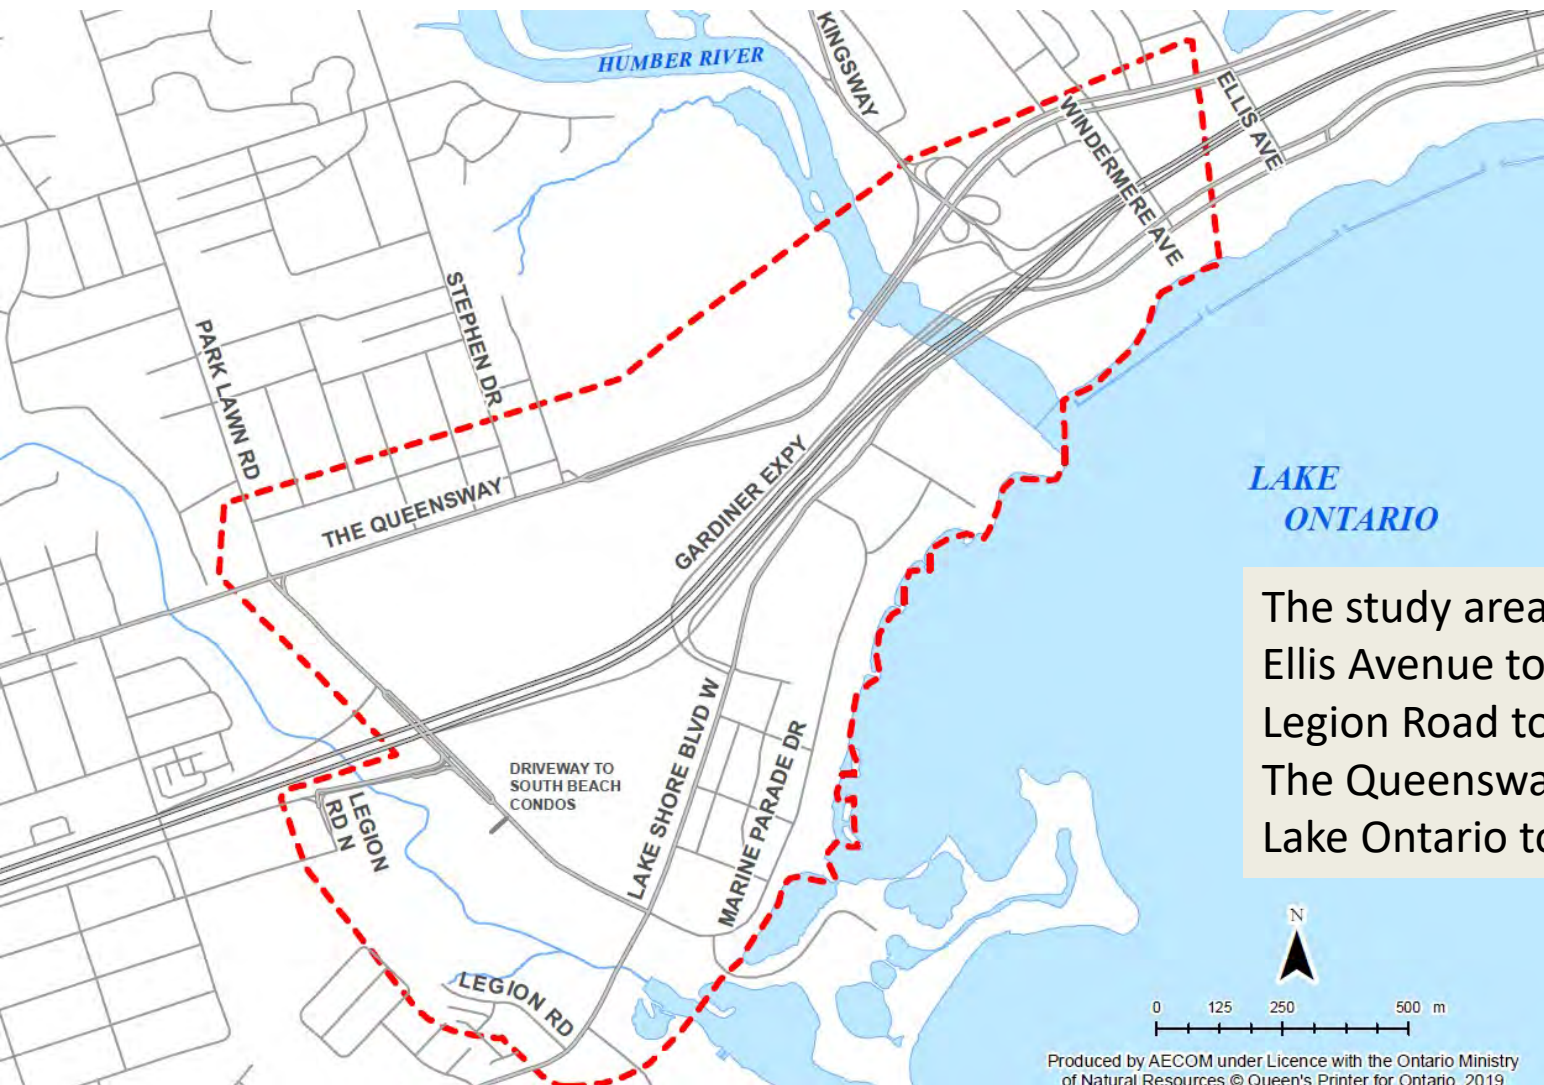 HUMBER RIVER
KINGSWAY
ELLIS AVE
WINDERMERE AVE
STEPHEN DR
PARK LAWN RD
THE QUEENSWAY
GARDINER EXPY
LAKE
ONTARIO
The study area
Ellis Avenue to
Legion Road to
The Queenswa
Lake Ontario to
DRIVEWAY TO
SOUTH BEACH
CONDOS
LEGION
RD N
LAKE SHORE BLVD W
MARINE PARADE DR
LEGION RD
N
0 125 250 500 m
Produced by AECOM under Licence with the Ontario Ministry
of Natural Resources © Queen's Printer for Ontario, 2019